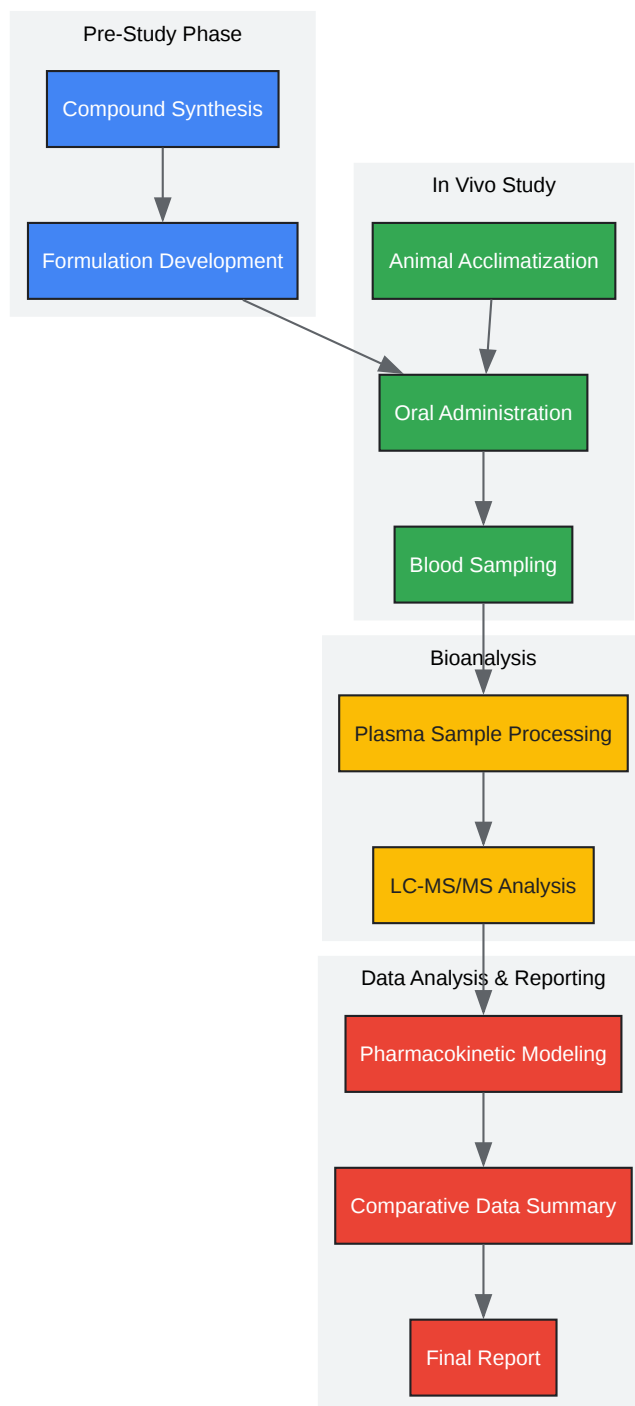 Pre-Study Phase
Compound Synthesis
Formulation Development
In Vivo Study
Animal Acclimatization
Oral Administration
Blood Sampling
Bioanalysis
Plasma Sample Processing
LC-MS/MS Analysis
Data Analysis & Reporting
Pharmacokinetic Modeling
Comparative Data Summary
Final Report